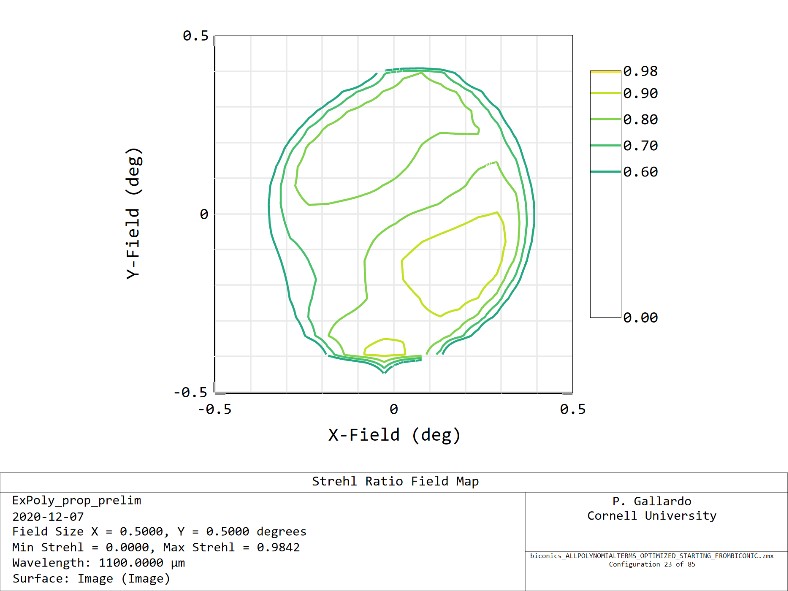 0.5
0
-0.5
Y-Field (deg)
-0.5
0
0.5
X-Field (deg)
0.98
0.90
0.80
0.70
0.60
0.00
Strehl Ratio Field Map
ExPoly_prop_prelim
2020-12-07
Field Size X = 0.5000, Y = 0.5000 degrees
Min Strehl = 0.0000, Max Strehl = 0.9842
Wavelength: 1100.0000 µm
Surface: Image (Image)
P. Gallardo
Cornell University
biconics_ALLPOLYNOMIALTERMS_OPTIMIZED_STARTING_FROMBICONIC.zmx
Configuration 23 of 85